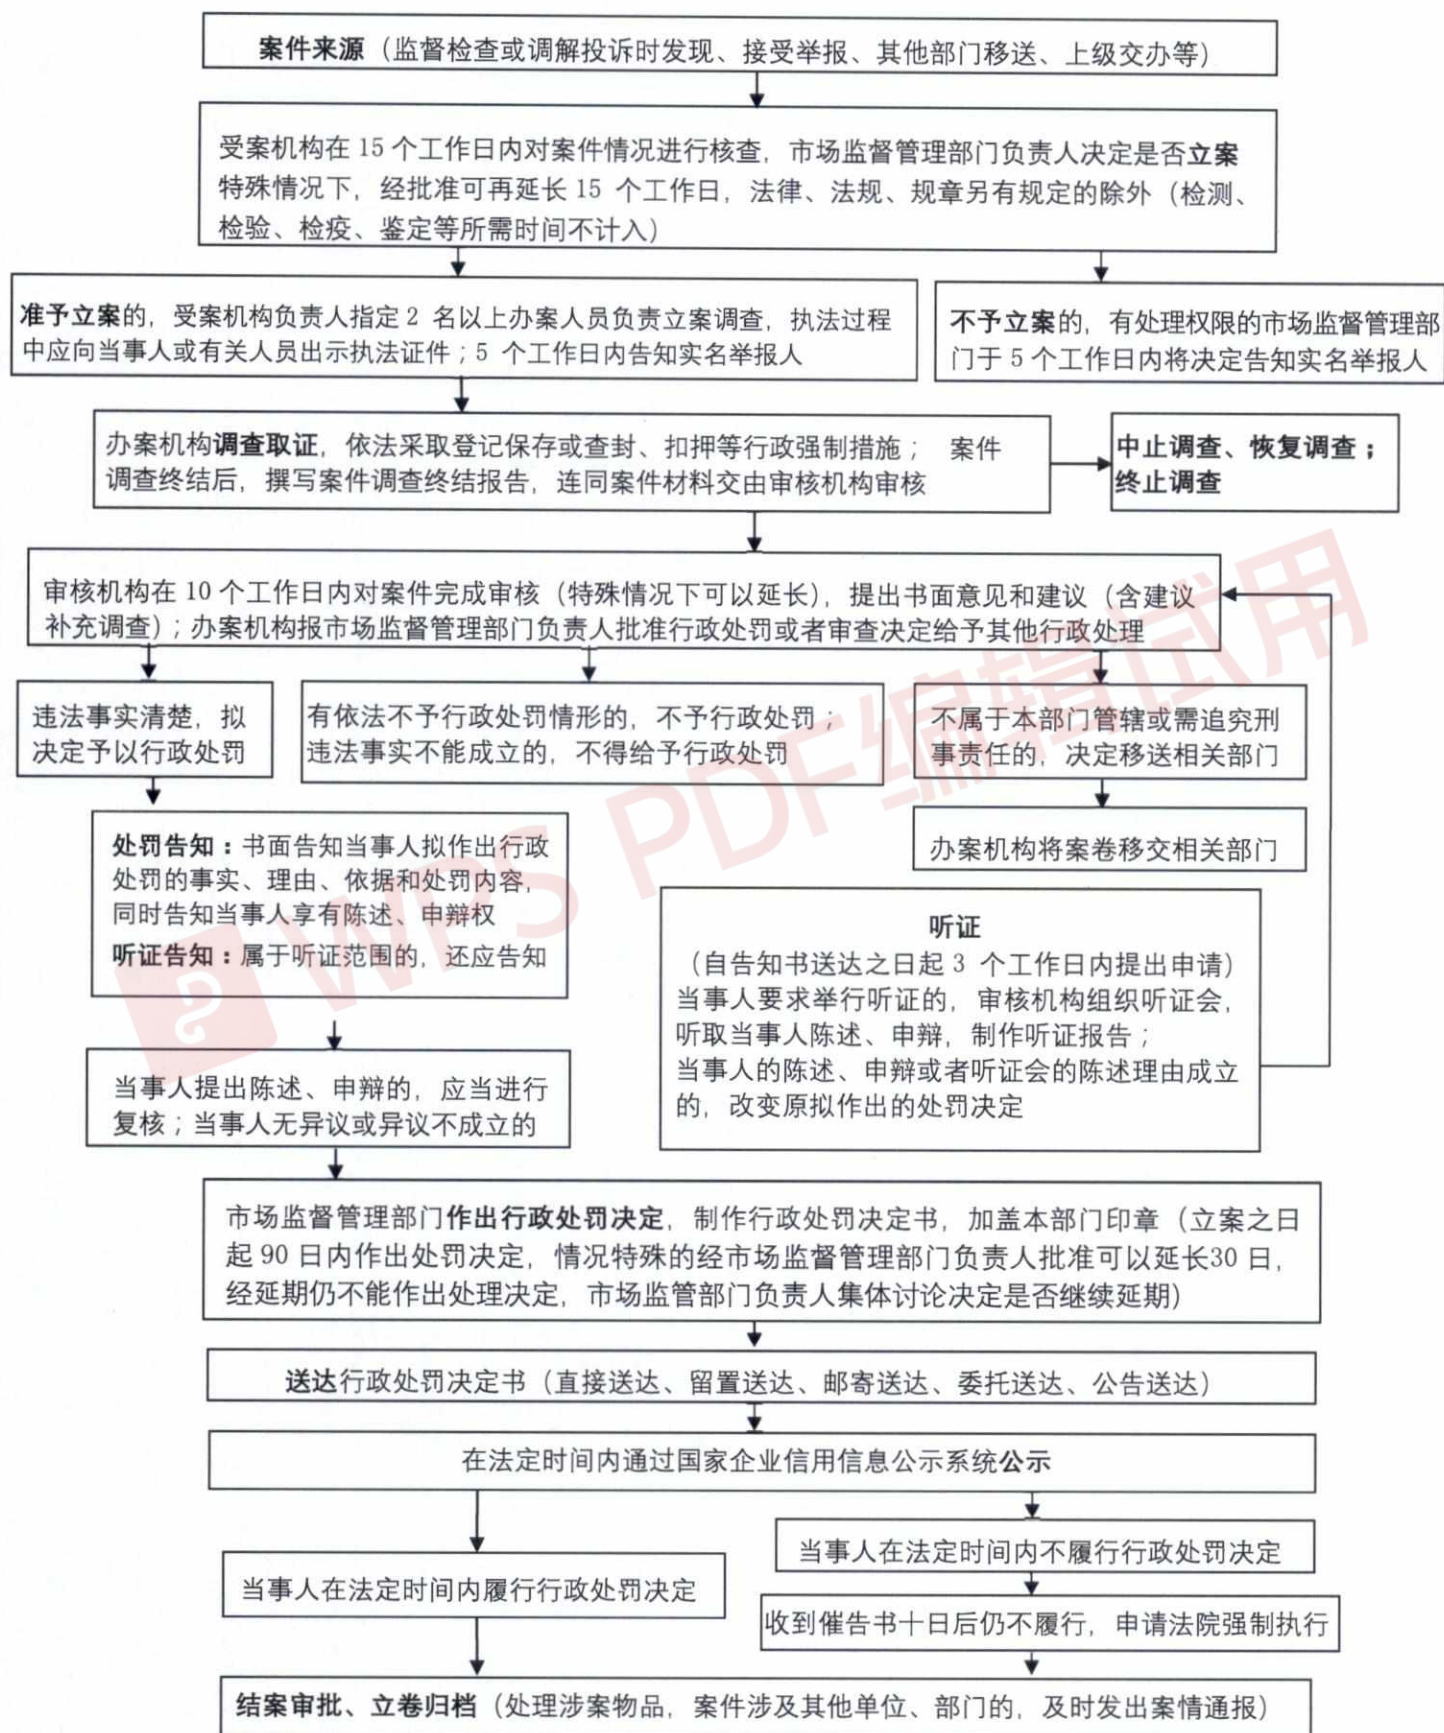 案件来源（监督检查或调解投诉时发现、接受举报、其他部门移送、上级交办等）
受案机构在 15 个工作日内对案件情况进行核查，市场监督管理部门负责人决定是否立案
特殊情况下，经批准可再延长 15 个工作日，法律、法规、规章另有规定的除外（检测、
检验、检疫、鉴定等所需时间不计入）
准予立案的，受案机构负责人指定 2 名以上办案人员负责立案调查，执法过程
中应向当事人或有关人员出示执法证件；5 个工作日内告知实名举报人
不予立案的，有处理权限的市场监督管理部
门于 5 个工作日内将决定告知实名举报人
办案机构调查取证，依法采取登记保存或查封、扣押等行政强制措施； 案件
调查终结后，撰写案件调查终结报告，连同案件材料交由审核机构审核
中止调查、恢复调查；
终止调查
审核机构在 10 个工作日内对案件完成审核（特殊情况下可以延长），提出书面意见和建议（含建议
补充调查）；办案机构报市场监督管理部门负责人批准行政处罚或者审查决定给予其他行政处理
违法事实清楚，拟
决定予以行政处罚
有依法不予行政处罚情形的，不予行政处罚；
违法事实不能成立的，不得给予行政处罚
不属于本部门管辖或需追究刑
事责任的，决定移送相关部门
办案机构将案卷移交相关部门
处罚告知：书面告知当事人拟作出行政
处罚的事实、理由、依据和处罚内容，
同时告知当事人享有陈述、申辩权
听证告知：属于听证范围的，还应告知
听证
（自告知书送达之日起 3 个工作日内提出申请）
当事人要求举行听证的，审核机构组织听证会，
听取当事人陈述、申辩，制作听证报告；
当事人的陈述、申辩或者听证会的陈述理由成立
的，改变原拟作出的处罚决定
当事人提出陈述、申辩的，应当进行
复核；当事人无异议或异议不成立的
市场监督管理部门作出行政处罚决定，制作行政处罚决定书，加盖本部门印章（立案之日
起 90 日内作出处罚决定，情况特殊的经市场监督管理部门负责人批准可以延长30 日，
经延期仍不能作出处理决定，市场监管部门负责人集体讨论决定是否继续延期）
送达行政处罚决定书（直接送达、留置送达、邮寄送达、委托送达、公告送达）
在法定时间内通过国家企业信用信息公示系统公示
当事人在法定时间内不履行行政处罚决定
当事人在法定时间内履行行政处罚决定
收到催告书十日后仍不履行，申请法院强制执行
结案审批、立卷归档（处理涉案物品，案件涉及其他单位、部门的，及时发出案情通报）
WPS PDF编辑试用